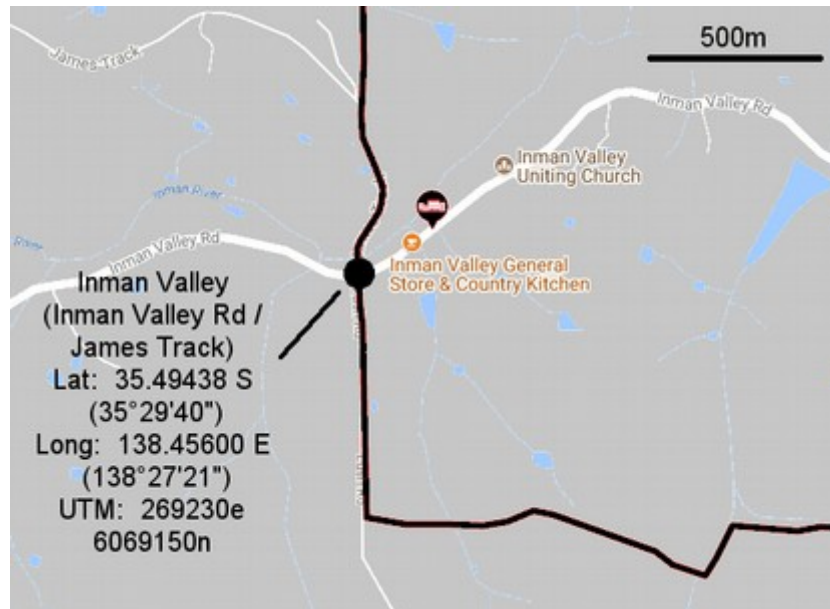 500m
James Track
Inman Valley Rd
Inman Valley
Uniting Church
Inman River
River
Inman Valley Rd
Inman Valley General
Store & Country Kitchen
Inman Valley
(Inman Valley Rd /
James Track)
Lat: 35.49438 S
(35°29'40")
Long: 138.45600 E
(138°27'21")
UTM: 269230e
6069150n